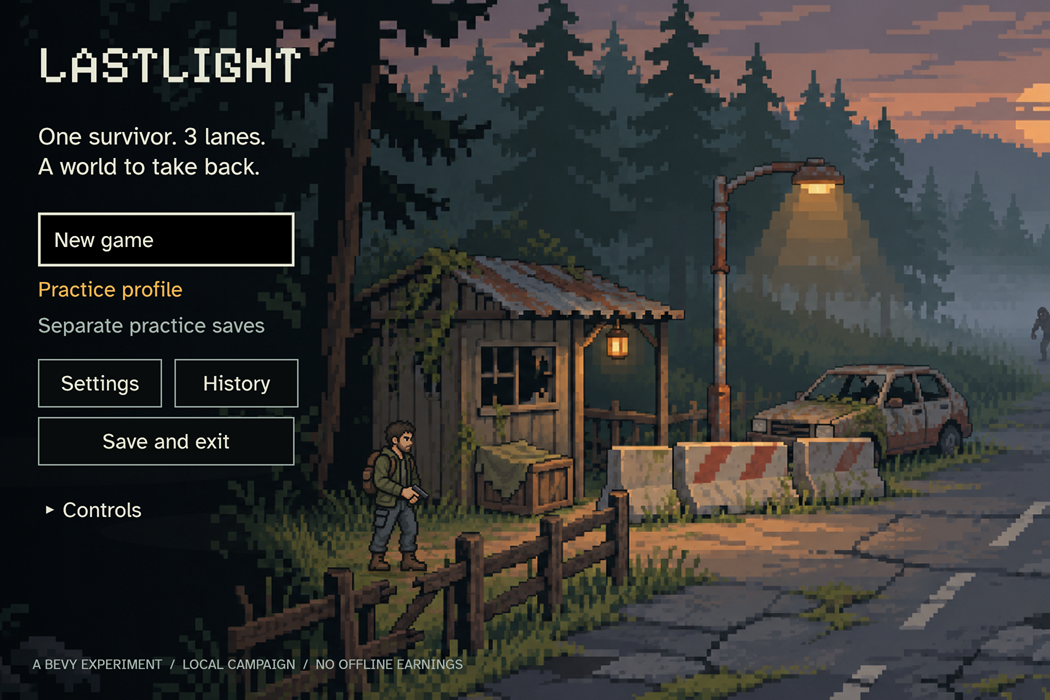 LASTLIGHT
One survivor. 3 lanes.
A world to take back.
New game
Practice profile
Separate practice saves
Settings
History
Save and exit
Controls
A BEVY EXPERIMENT / LOCAL CAMPAIGN / NO OFFLINE EARNINGS